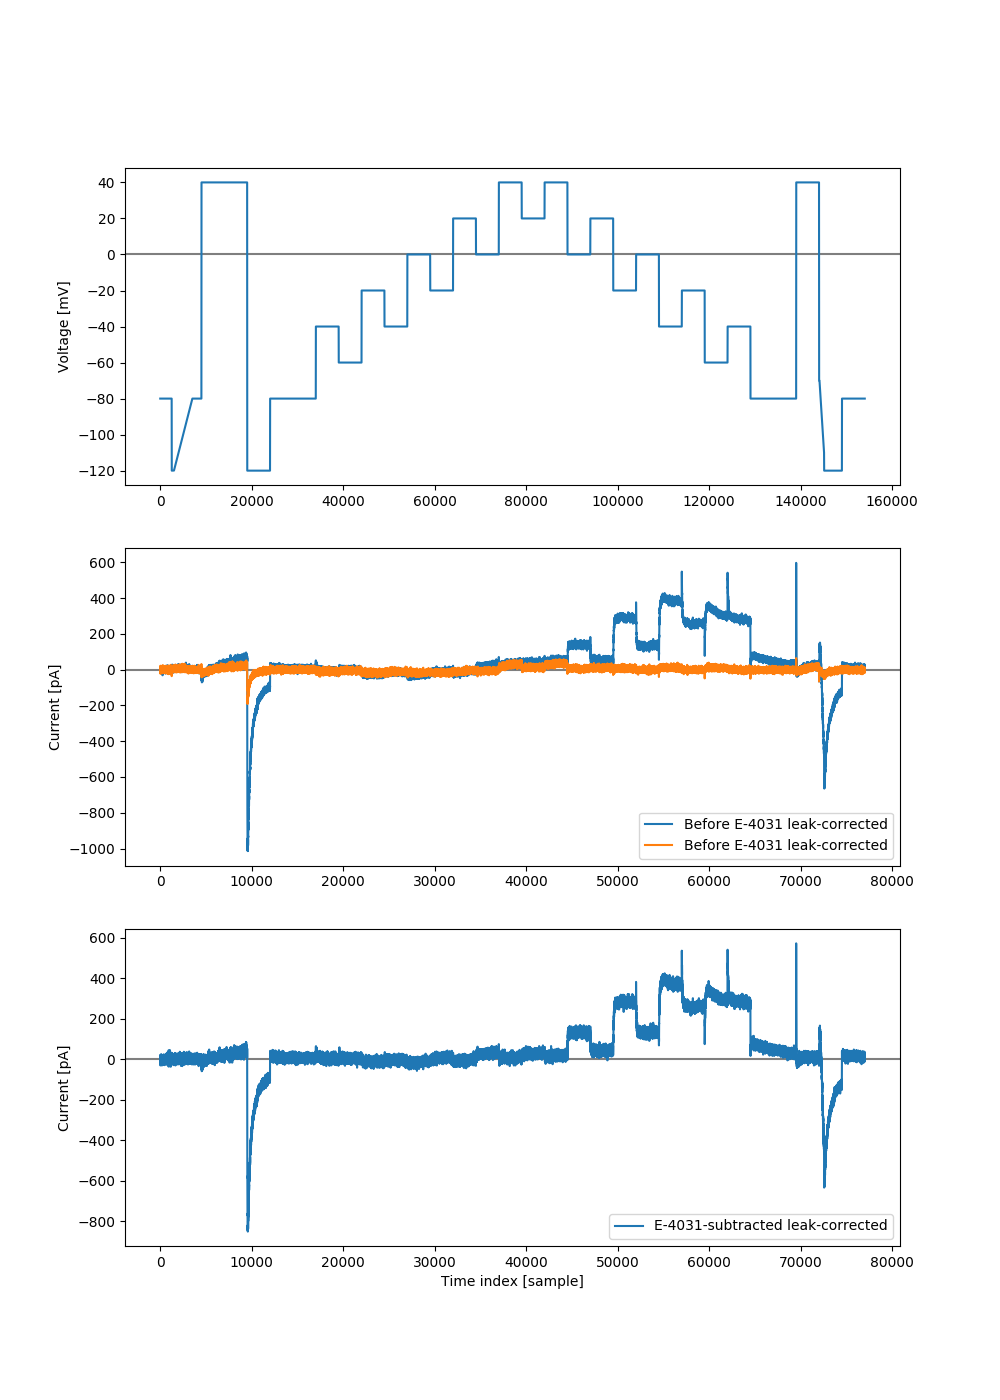 40
20
0
−20
−40
−60
−80
−100
−120
Voltage [mV]
0 20000 40000 60000 80000 100000 120000 140000 160000
600
400
200
0
−200
−400
−600
−800
−1000
Current [pA]
Before E-4031 leak-corrected
Before E-4031 leak-corrected
0 10000 20000 30000 40000 50000 60000 70000 80000
600
400
200
0
−200
−400
−600
−800
Current [pA]
E-4031-subtracted leak-corrected
0 10000 20000 30000 40000 50000 60000 70000 80000
Time index [sample]